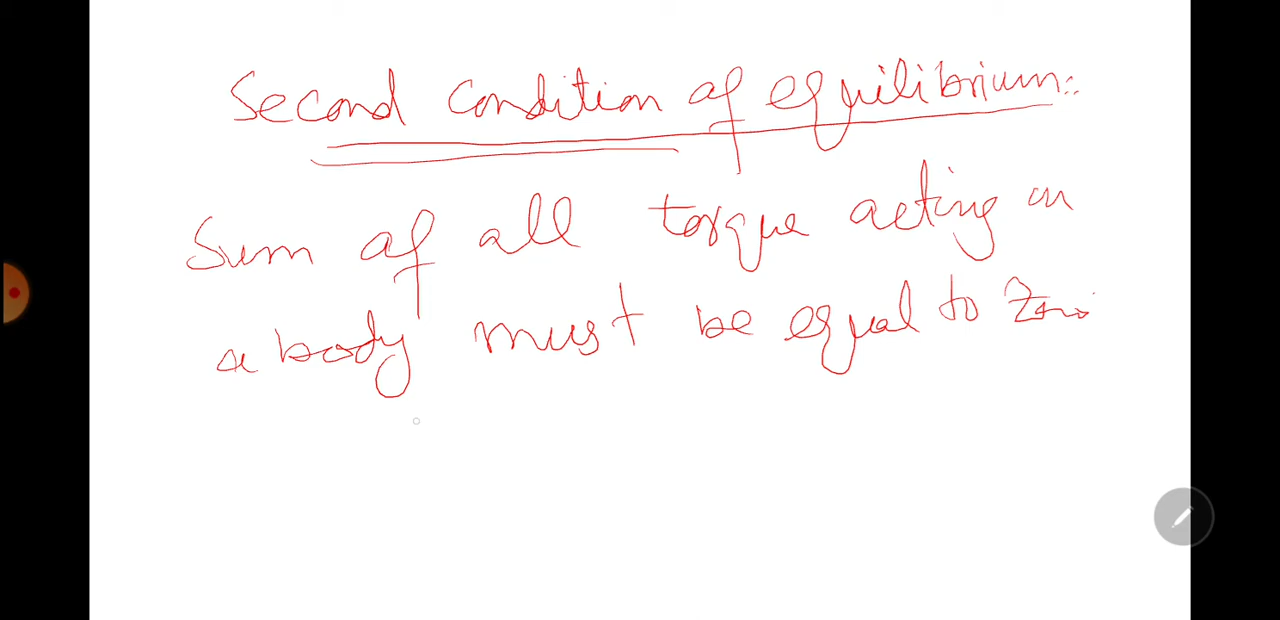 Second condition of equilibrium::
Sum of all torque acting on
a body must be equal to Zero